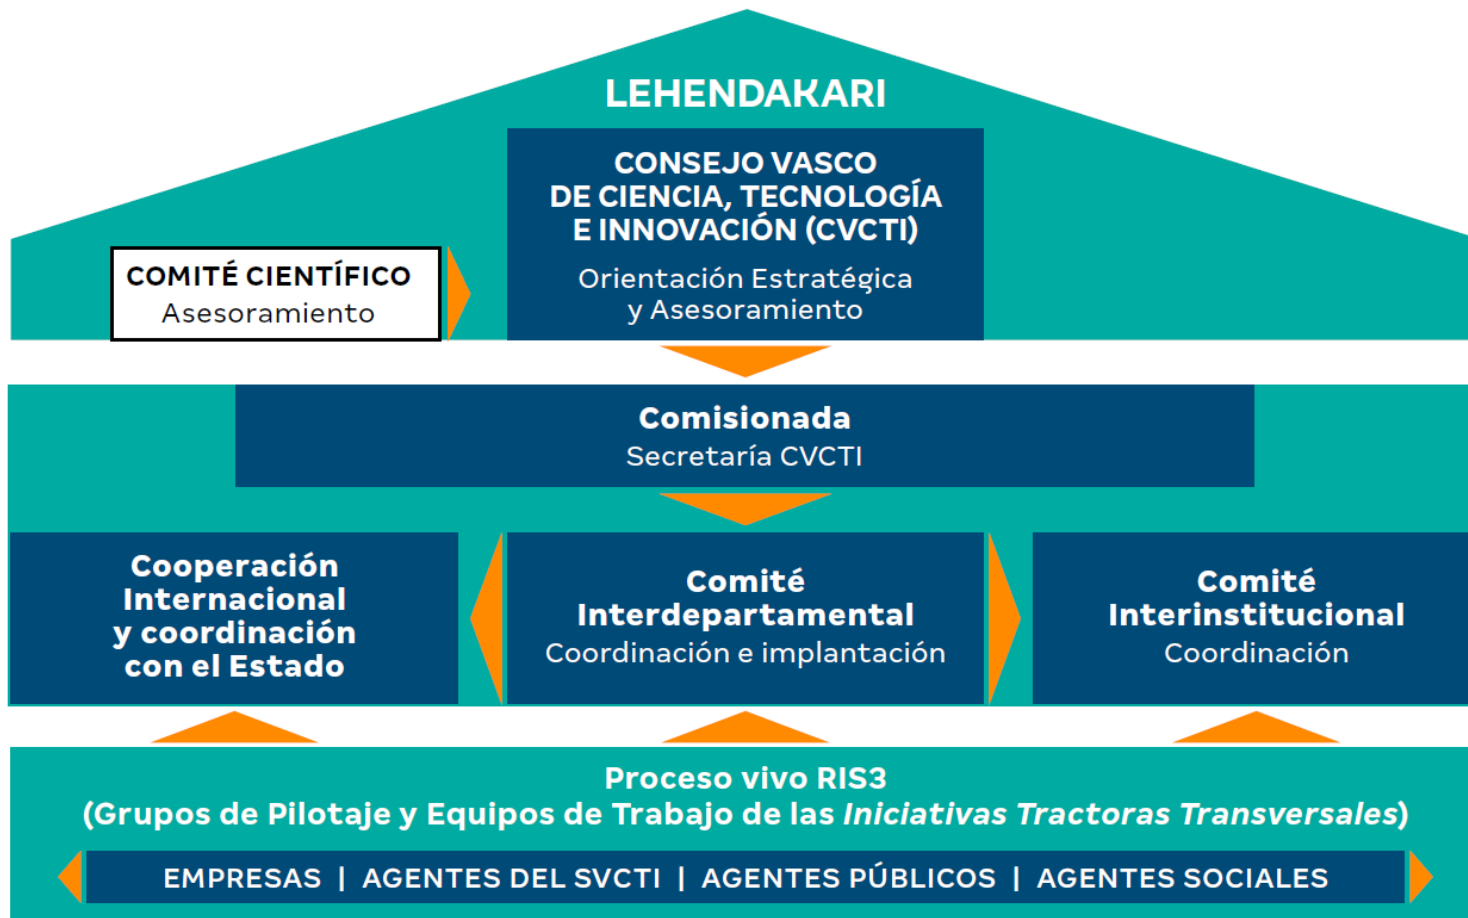 LEHENDAKARI
CONSEJO VASCO
DE CIENCIA, TECNOLOGÍA
E INNOVACIÓN (CVCTI)
Orientación Estratégica
y Asesoramiento
COMITÉ CIENTÍFICO
Asesoramiento
Comisionada
Secretaría CVCTI
Cooperación
Internacional
y coordinación
con el Estado
Comité
Interdepartamental
Coordinación e implantación
Comité
Interinstitucional
Coordinación
Proceso vivo RIS3
(Grupos de Pilotaje y Equipos de Trabajo de las Iniciativas Tractoras Transversales)
EMPRESAS | AGENTES DEL SVCTI | AGENTES PÚBLICOS | AGENTES SOCIALES